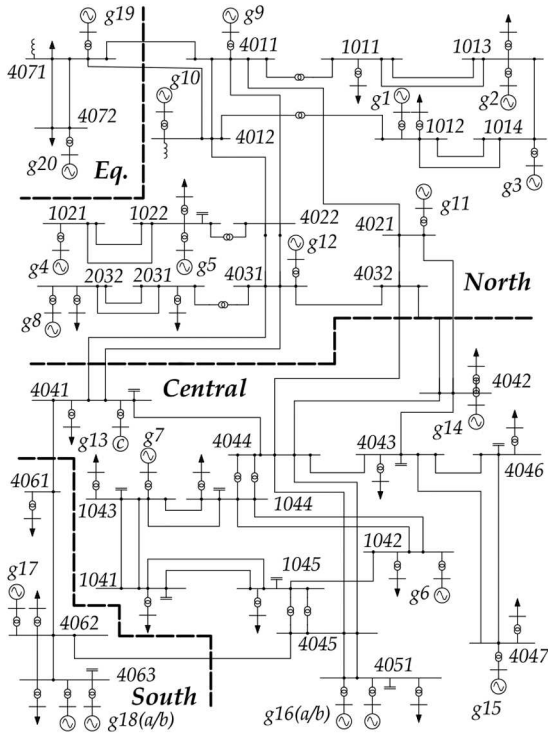 g19
g9
4071
4011
1011
1013
g10
g1
g2
4072
4012
1012
1014
g20
Eq.
g3
1021
1022
4022
g11
g4
g5
g12
4021
2032
2031
4031
4032
North
g8
Central
4041
4042
g13
C
g7
4044
4043
g14
4046
4061
1043
1044
g17
1042
1041
1045
g6
4062
4045
4047
4063
4051
South
g18(a/b)
g16(a/b)
g15